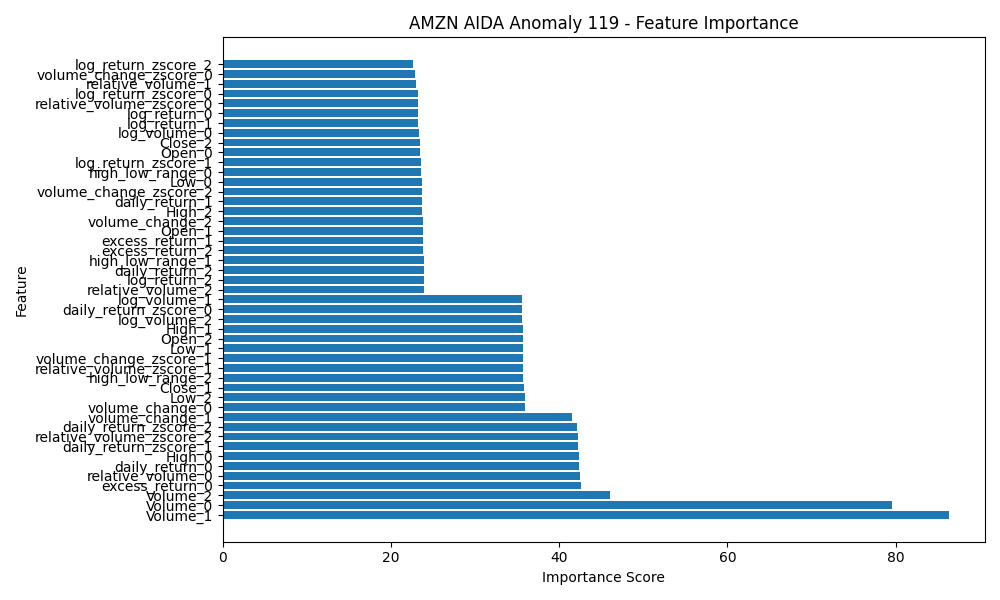 AMZN AIDA Anomaly 119 - Feature Importance
log_return_zscore_2
volume_change_zscore_0
relative_volume_1
log_return_zscore_0
relative_volume_zscore_0
log_return_0
log_return_1
log_volume_0
Close_2
Open_0
log_return_zscore_1
high_low_range_0
Low_0
volume_change_zscore_2
daily_return_1
High_2
volume_change_2
Open_1
excess_return_1
excess_return_2
high_low_range_1
daily_return_2
log_return_2
relative_volume_2
log_volume_1
daily_return_zscore_0
log_volume_2
High_1
Open_2
Low_1
volume_change_zscore_1
relative_volume_zscore_1
high_low_range_2
Close_1
Low_2
volume_change_0
volume_change_1
daily_return_zscore_2
relative_volume_zscore_2
daily_return_zscore_1
High_0
daily_return_0
relative_volume_0
excess_return_0
Volume_2
Volume_0
Volume_1
Feature
0 20 40 60 80
Importance Score